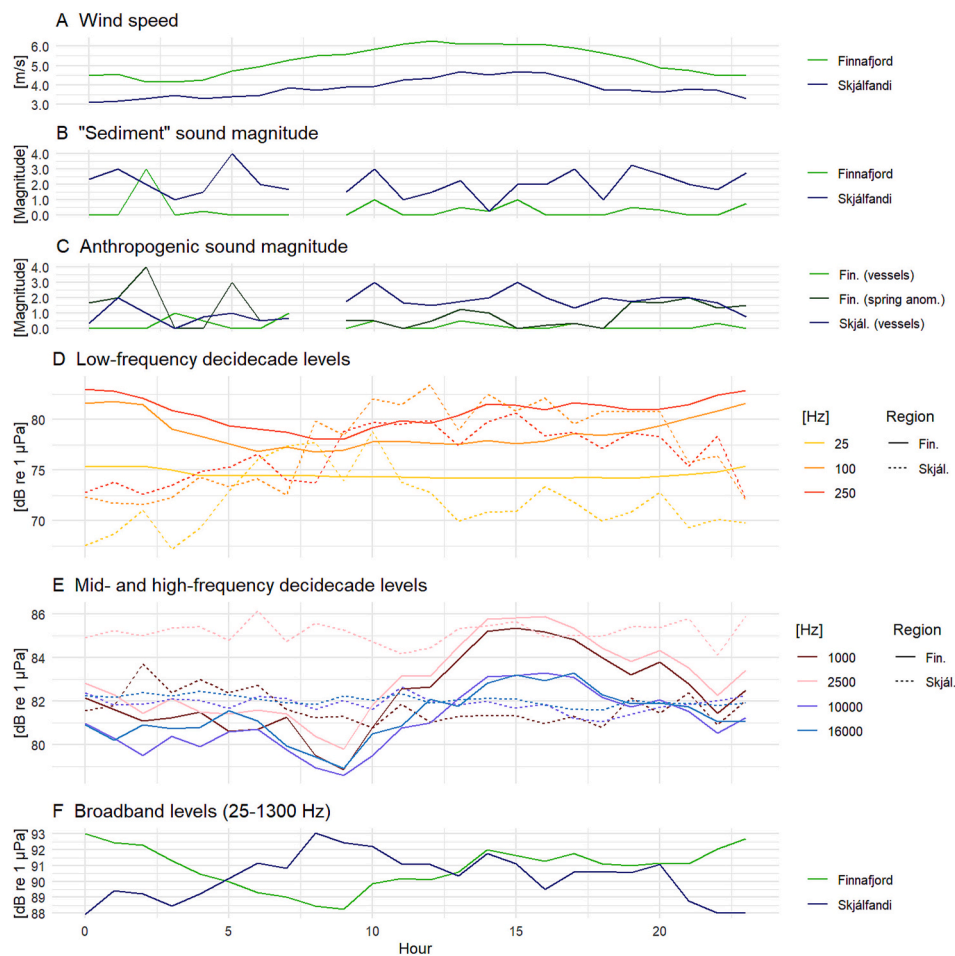 A Wind speed
[m/s]
6.0
5.0
4.0
3.0
Finnafjord
Skjálfandi
B "Sediment" sound magnitude
[Magnitude]
4.0
3.0
2.0
1.0
0.0
Finnafjord
Skjálfandi
C Anthropogenic sound magnitude
[Magnitude]
4.0
3.0
2.0
1.0
0.0
Fin. (vessels)
Fin. (spring anom.)
Skjál. (vessels)
D Low-frequency decidecade levels
[dB re 1 µPa]
80
75
70
[Hz]
25
100
250
Region
Fin.
Skjál.
E Mid- and high-frequency decidecade levels
[dB re 1 µPa]
86
84
82
80
[Hz]
1000
2500
10000
16000
Region
Fin.
Skjál.
F Broadband levels (25-1300 Hz)
[dB re 1 µPa]
93
92
91
90
89
88
Finnafjord
Skjálfandi
0 5 10 15 20
Hour